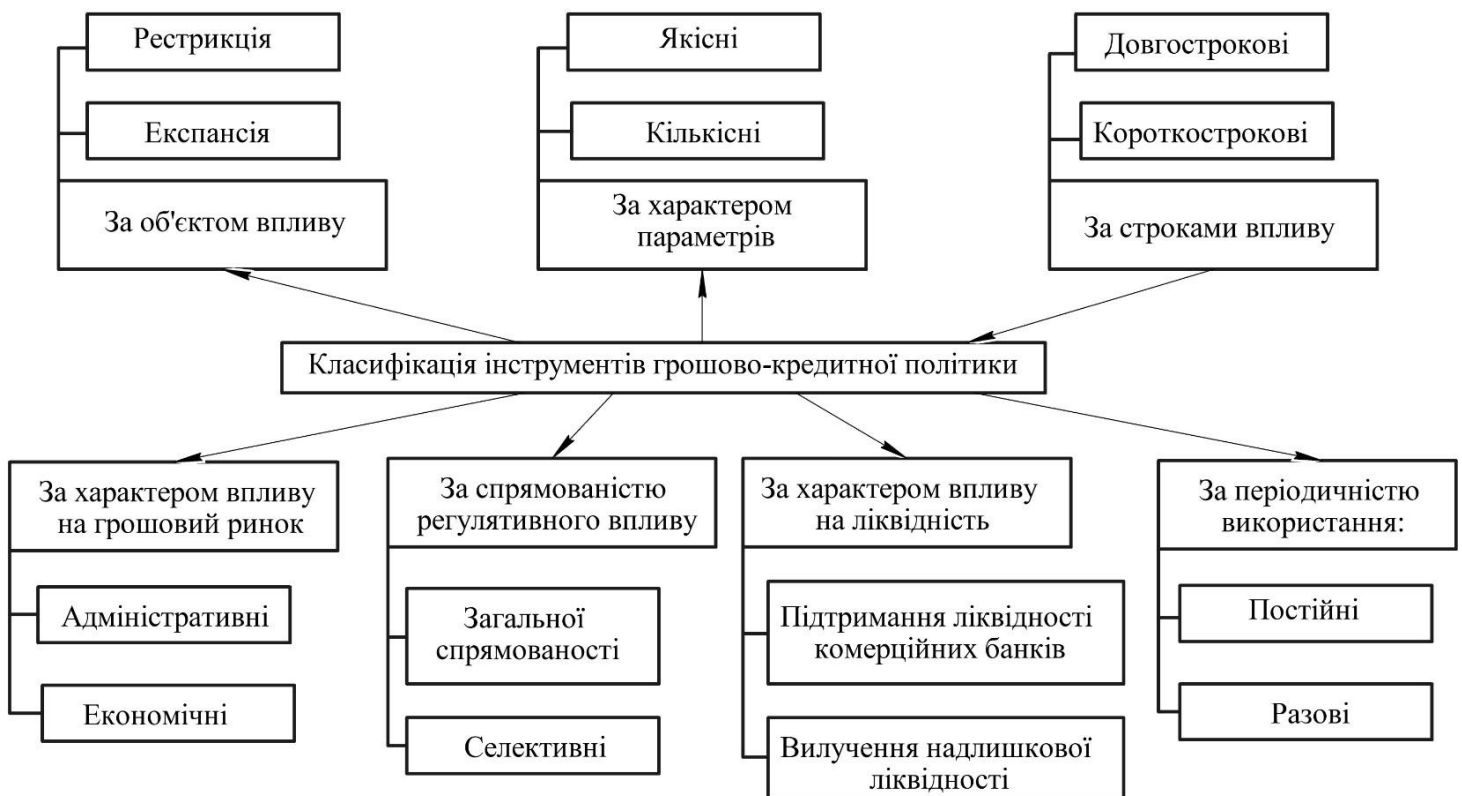 Рестрикція
Експансія
За об'єктом впливу
Якісні
Кількісні
За характером
параметрів
Довгострокові
Короткострокові
За строками впливу
Класифікація інструментів грошово-кредитної політики
За характером впливу
на грошовий ринок
Адміністративні
Економічні
За спрямованістю
регулятивного впливу
Загальної
спрямованості
Селективні
За характером впливу
на ліквідність
Підтримання ліквідності
комерційних банків
Вилучення надлишкової
ліквідності
За періодичністю
використання:
Постійні
Разові